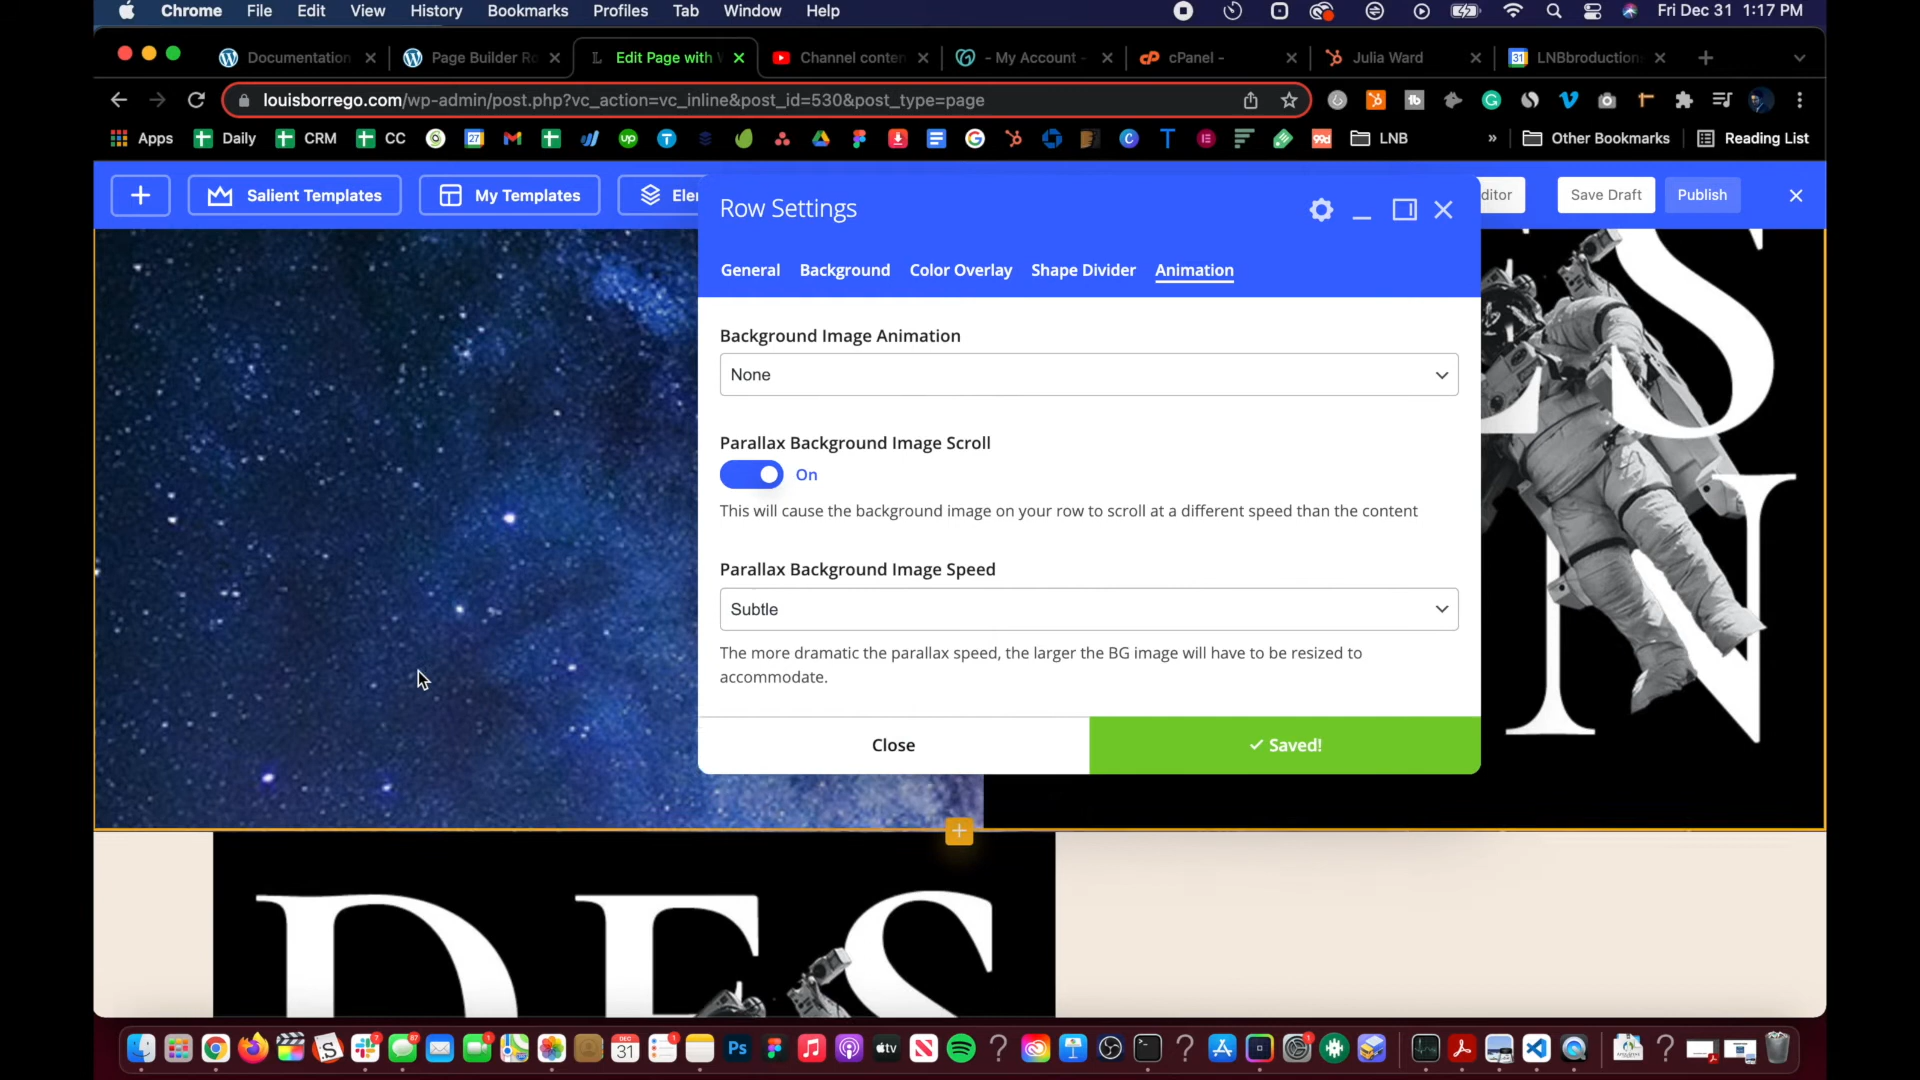 Chrome File Edit View History Bookmarks Profiles Tab Window Help Fri Dec 31 1:17 PM
Documentation Page Builder Ro Edit Page with Channel conten - My Account - cPanel - Julia Ward LNBbroduction
louisborrego.com/wp-admin/post.php?vc_action=vc_inline&post_id=530&post_type=page
Apps Daily CRM CC LNB » Other Bookmarks Reading List
Salient Templates My Templates Ele ditor Save Draft Publish
Row Settings
General Background Color Overlay Shape Divider Animation
Background Image Animation
None
Parallax Background Image Scroll
On
This will cause the background image on your row to scroll at a different speed than the content
Parallax Background Image Speed
Subtle
The more dramatic the parallax speed, the larger the BG image will have to be resized to
accommodate.
Close Saved!
S
N
DES